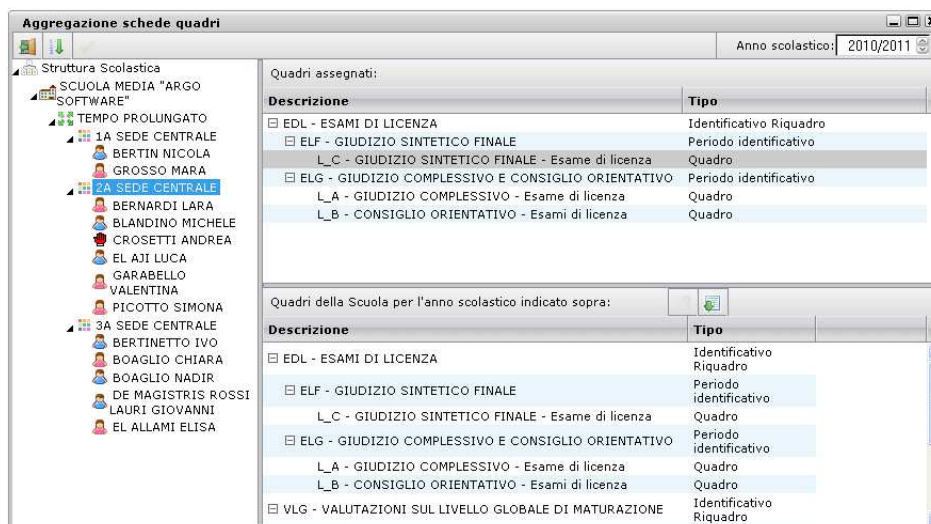 Aggregazione schede quadri
Anno scolastico: 2010/2011
Struttura Scolastica
SCUOLA MEDIA "ARGO
SOFTWARE"
TEMPO PROLUNGATO
1A SEDE CENTRALE
BERTIN NICOLA
GROSSO MARA
2A SEDE CENTRALE
BERNARDI LARA
BLANDINO MICHELE
CROSETTI ANDREA
EL AJI LUCA
GARABELLO
VALENTINA
PICOTTO SIMONA
3A SEDE CENTRALE
BERTINETTO IVO
BOAGLIO CHIARA
BOAGLIO NADIR
DE MAGISTRIS ROSSI
LAURI GIOVANNI
EL ALLAMI ELISA
Quadri assegnati:
Descrizione Tipo
EDL - ESAMI DI LICENZA Identificativo Riquadro
ELF - GIUDIZIO SINTETICO FINALE Periodo identificativo
L_C - GIUDIZIO SINTETICO FINALE - Esame di licenza Quadro
ELG - GIUDIZIO COMPLESSIVO E CONSIGLIO ORIENTATIVO Periodo identificativo
L_A - GIUDIZIO COMPLESSIVO - Esame di licenza Quadro
L_B - CONSIGLIO ORIENTATIVO - Esami di licenza Quadro
Quadri della Scuola per l'anno scolastico indicato sopra:
Descrizione Tipo
EDL - ESAMI DI LICENZA Identificativo
Riquadro
ELF - GIUDIZIO SINTETICO FINALE Periodo
identificativo
L_C - GIUDIZIO SINTETICO FINALE - Esame di licenza Quadro
ELG - GIUDIZIO COMPLESSIVO E CONSIGLIO ORIENTATIVO Periodo
identificativo
L_A - GIUDIZIO COMPLESSIVO - Esame di licenza Quadro
L_B - CONSIGLIO ORIENTATIVO - Esami di licenza Quadro
VLG - VALUTAZIONI SUL LIVELLO GLOBALE DI MATURAZIONE Identificativo
Riquadro